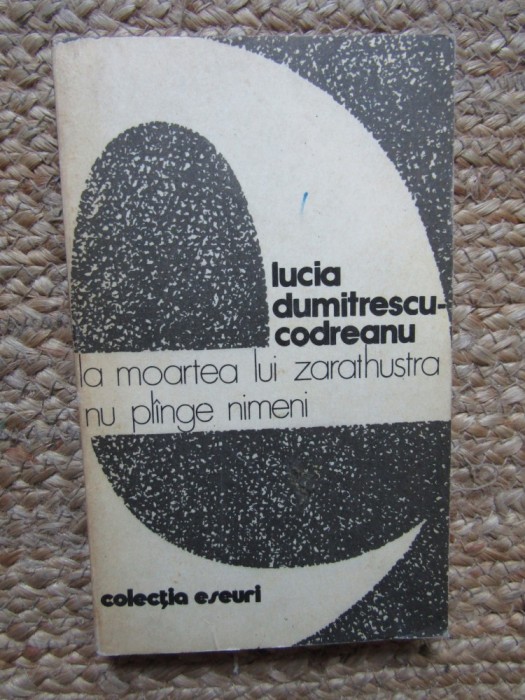 lucia
dumitrescu-
codreanu
la moartea lui zarathustra
nu plînge nimeni
colecţia eseuri